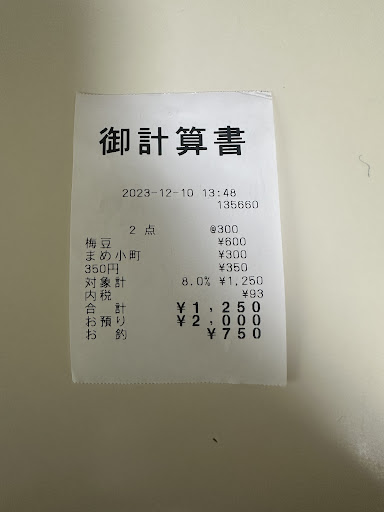 御計算書
2023-12-10 13:48
135660
2点 @300
梅豆 ¥600
まめ小町 ¥300
350円 ¥350
対象計 8.0% ¥1,250
内税 ¥93
合計 ¥1,250
お預り ¥2,000
お釣 ¥750